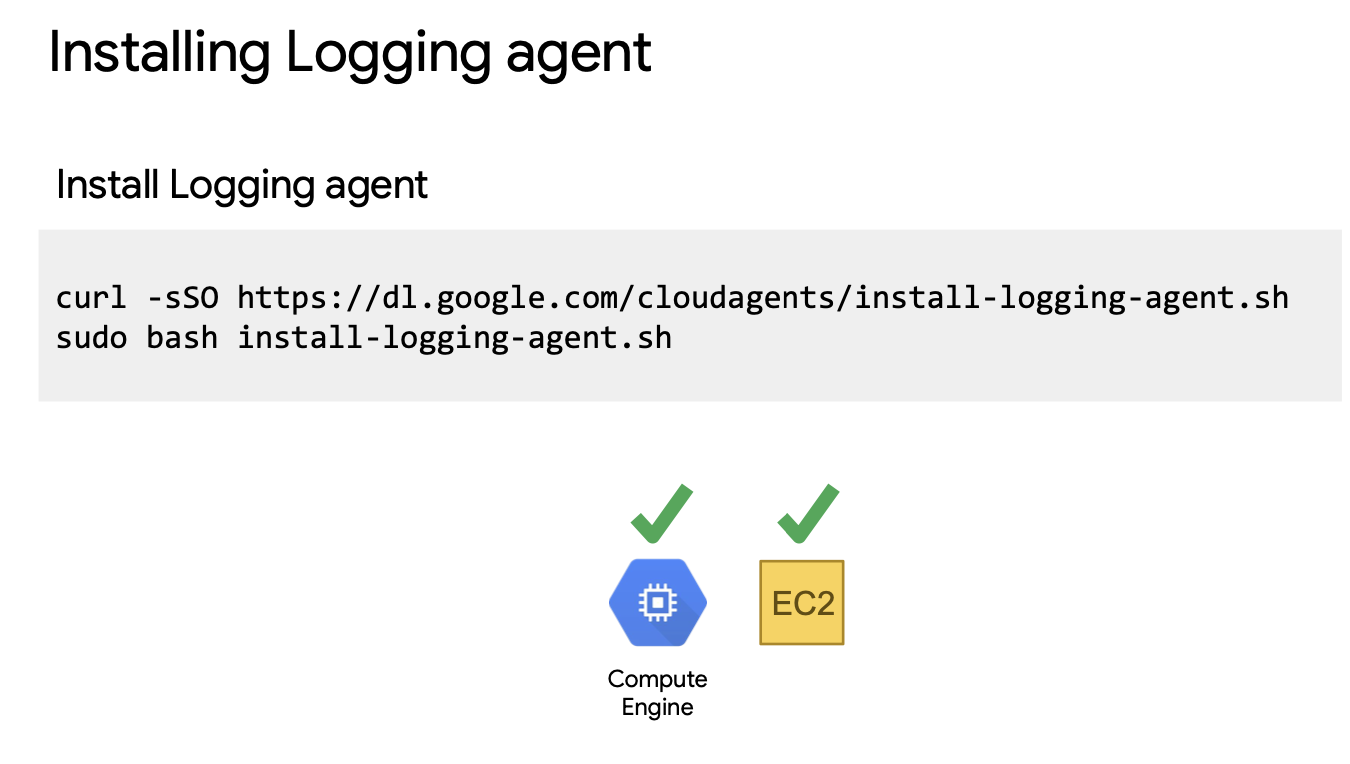 Installing Logging agent
Install Logging agent
curl -sSO https://dl.google.com/cloudagents/install-logging-agent.sh
sudo bash install-logging-agent.sh
EC2
Compute
Engine